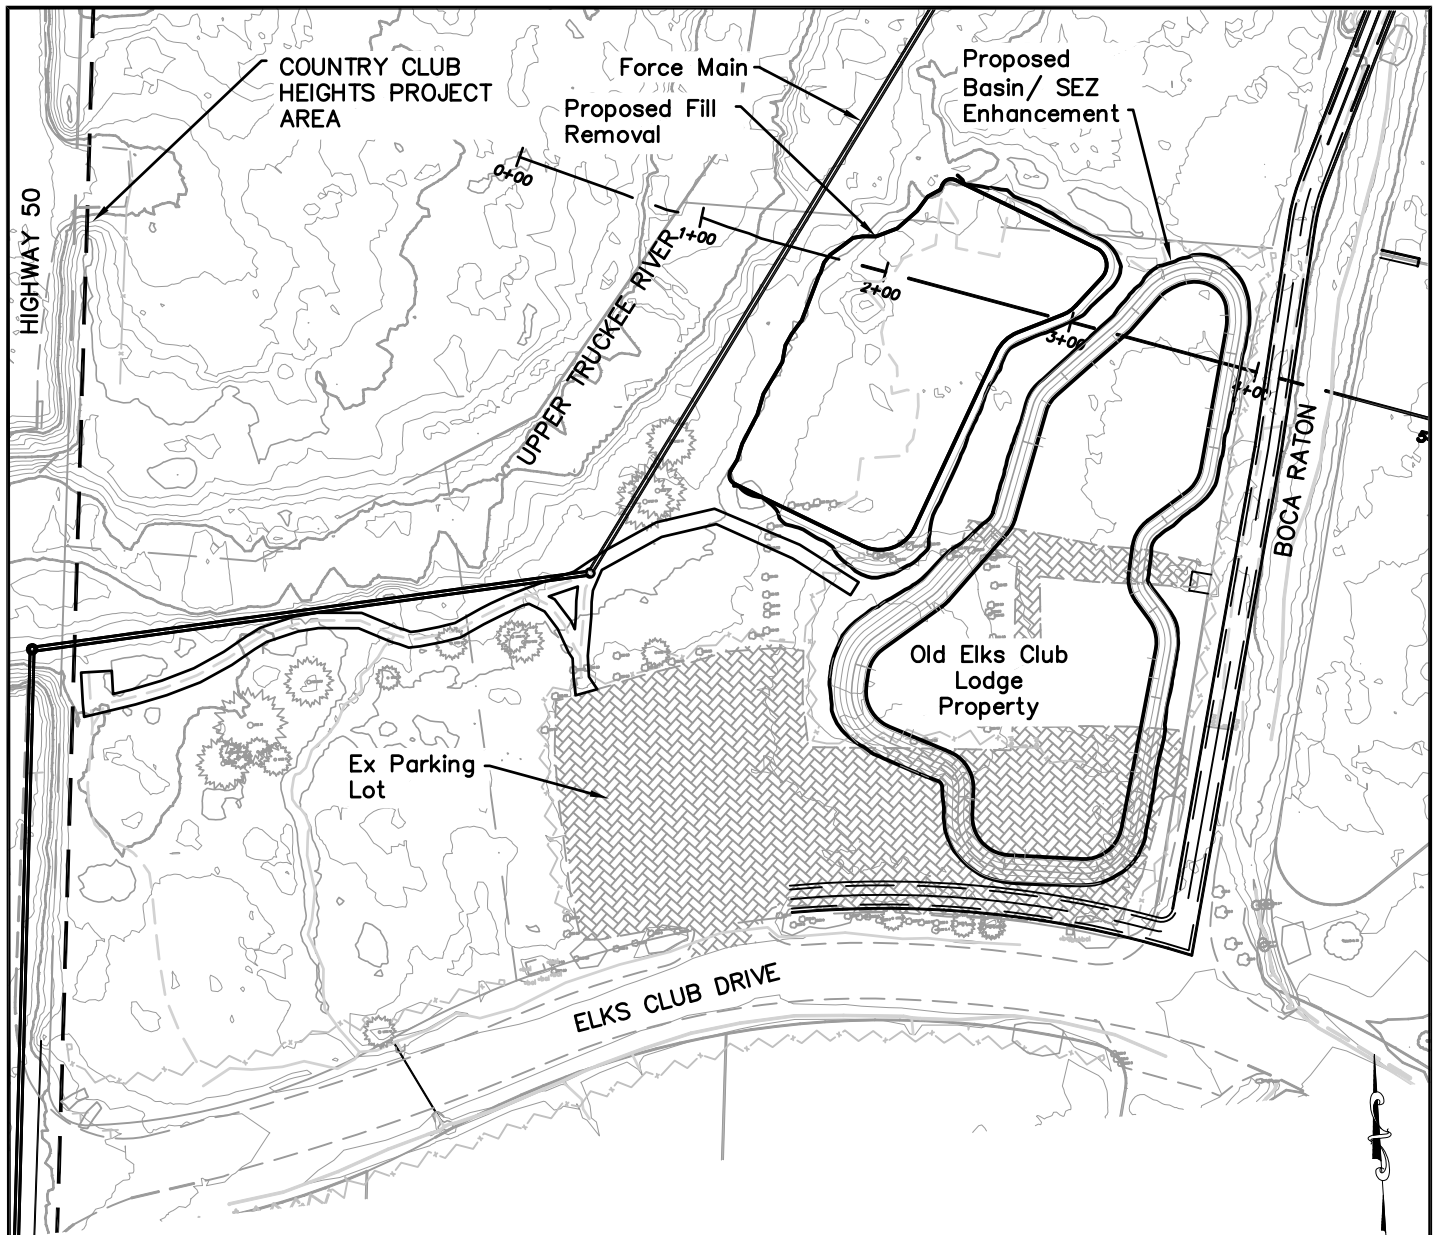 COUNTRY CLUB
HEIGHTS PROJECT
AREA
Force Main
Proposed Fill
Removal
Proposed
Basin/ SEZ
Enhancement
HIGHWAY 50
0+00
1+00
2+00
3+00
UPPER TRUCKEE RIVER
BOCA RATON
Old Elks Club
Lodge
Property
Ex Parking
Lot
ELKS CLUB DRIVE